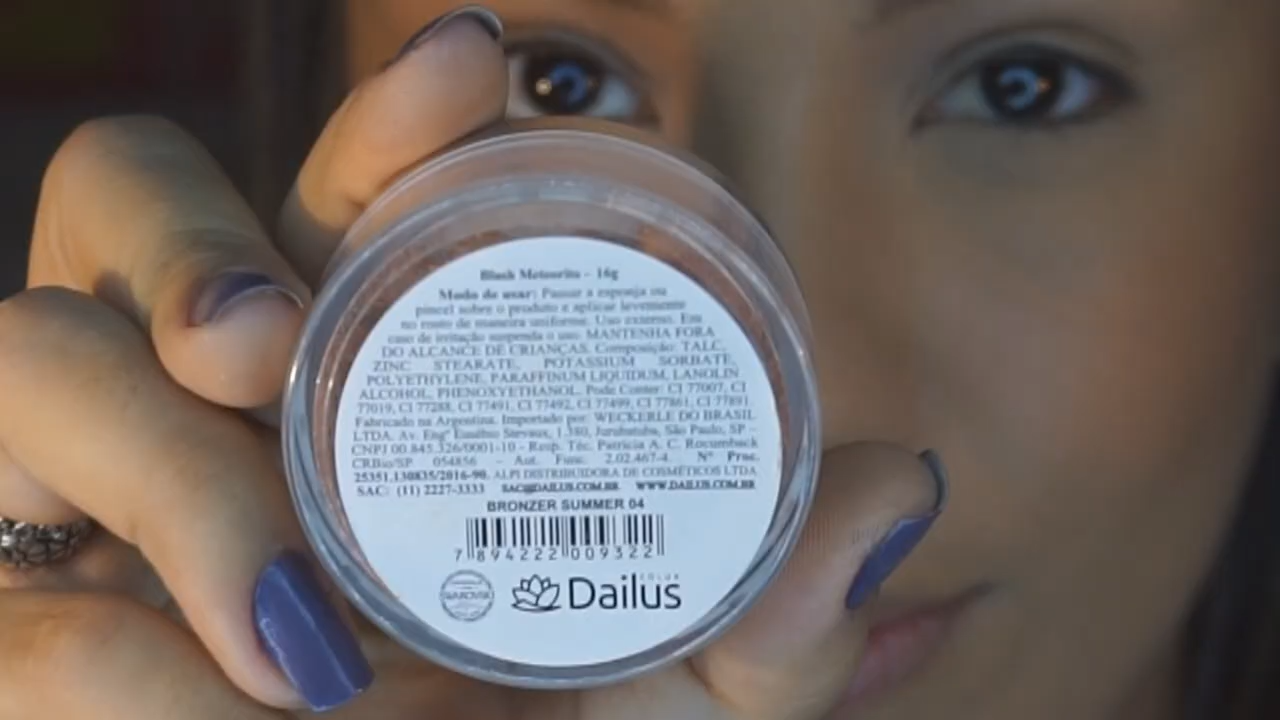 Blush Meteorito - 16g
Modo de usar: Passar a esponja ou
pincel sobre o produto e aplicar levemente
no rosto de maneira uniforme. Uso externo. Em
caso de irritação suspenda o uso. MANTENHA FORA
DO ALCANCE DE CRIANÇAS. Composição: TALC,
ZINC STEARATE, POTASSIUM SORBATE,
POLYETHYLENE, PARAFFINUM LIQUIDUM, LANOLIN
ALCOHOL, PHENOXYETHANOL. Pode Conter: CI 77007, CI
77019, CI 77288, CI 77491, CI 77492, CI 77499, CI 77861, CI 77891.
Fabricado na Argentina. Importado por: WECKERLE DO BRASIL
LTDA. Av. Engº Eusébio Stevaux, 1.380, Jurubatuba, São Paulo, SP –
CNPJ 00.845.326/0001-10 - Resp. Téc. Patricia A. C. Rocumback
CRBio/SP 054856 – Aut. Func. 2.02.467-4. Nº Proc.
25351.130835/2016-90. ALPI DISTRIBUIDORA DE COSMÉTICOS LTDA.
SAC: (11) 2227-3333 SAC@DAILUS.COM.BR WWW.DAILUS.COM.BR
BRONZER SUMMER 04
7 894222 009322
COLOR
Dailus